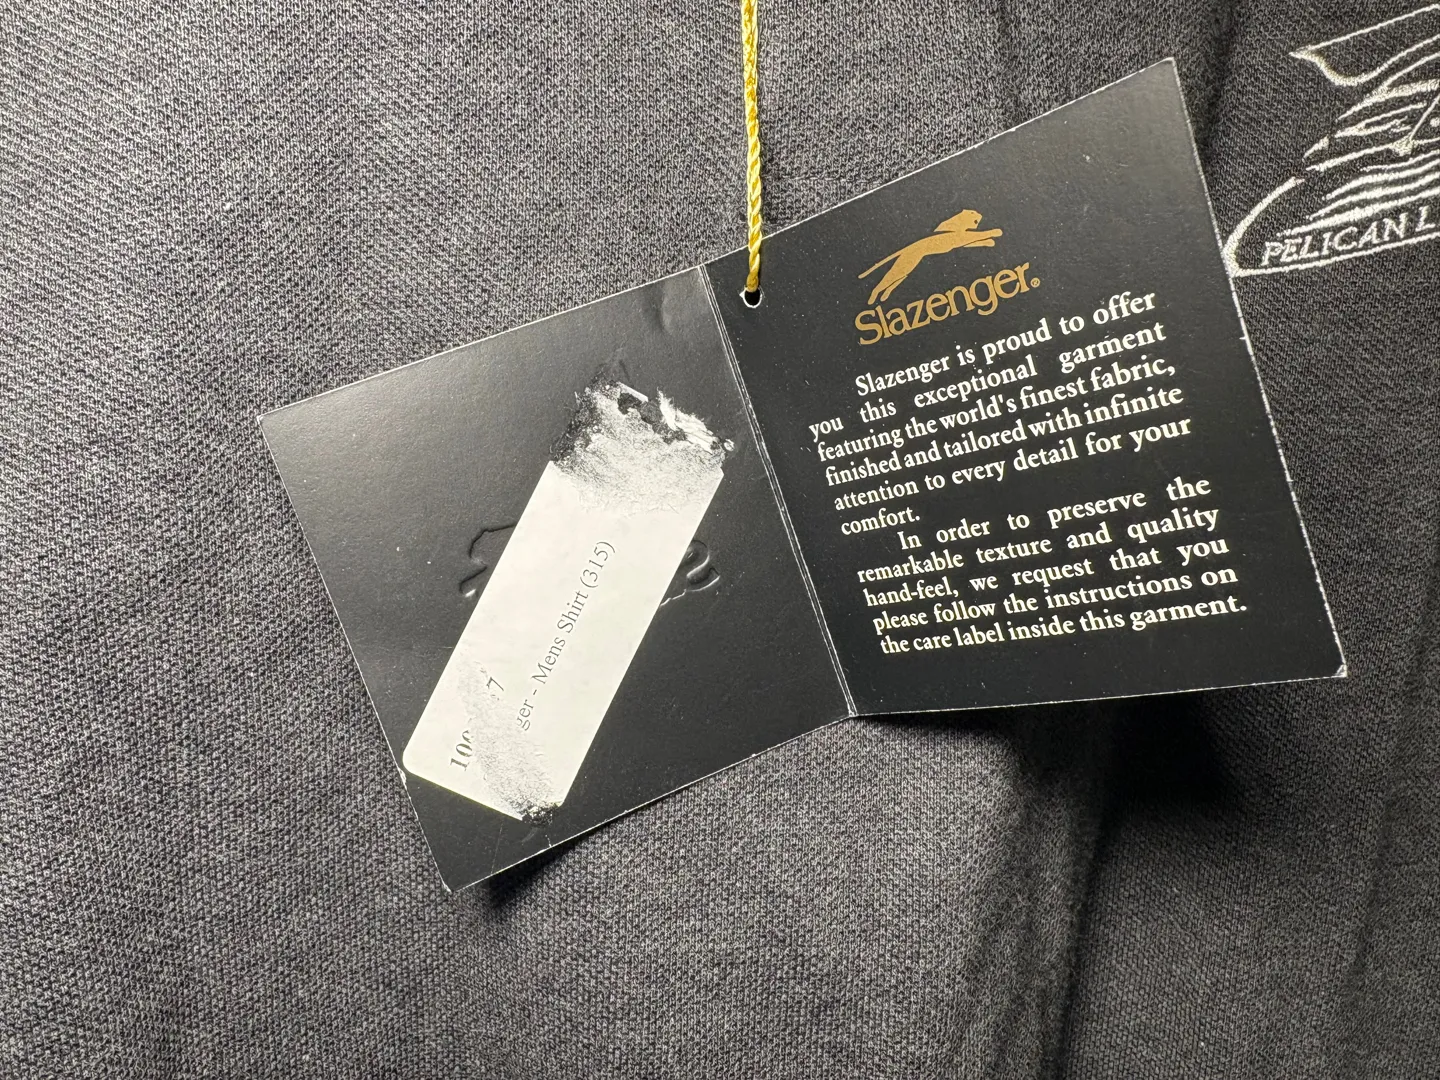 Slazenger®
Slazenger is proud to offer
you this exceptional garment
featuring the world's finest fabric,
finished and tailored with infinite
attention to every detail for your
comfort.
In order to preserve the
remarkable texture and quality
hand-feel, we request that you
please follow the instructions on
the care label inside this garment.
- Mens Shirt (315)
PELICAN